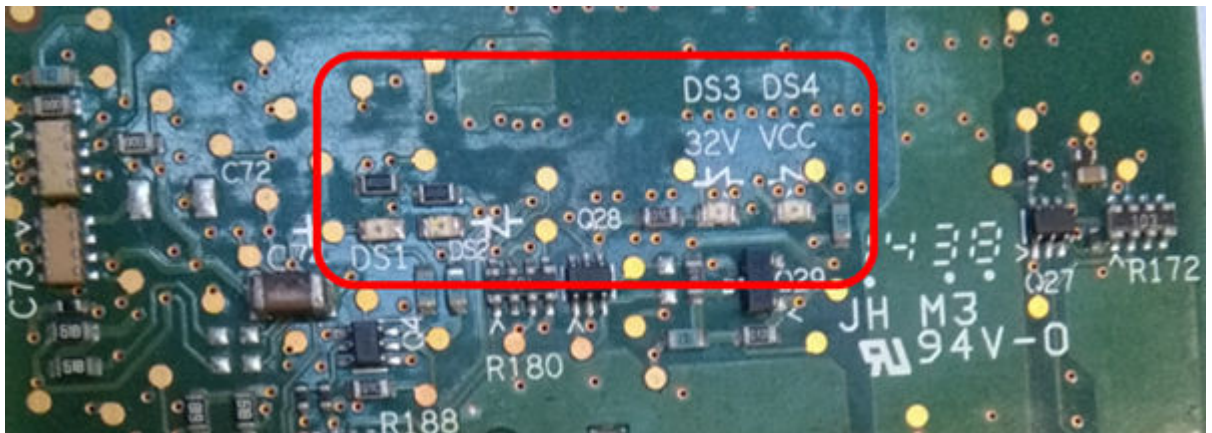 DS3 DS4
32V VCC
C72
Q28
DS1
DS2
Q29
C73
R172
Q27
JH M3
94V-0
R180
R188